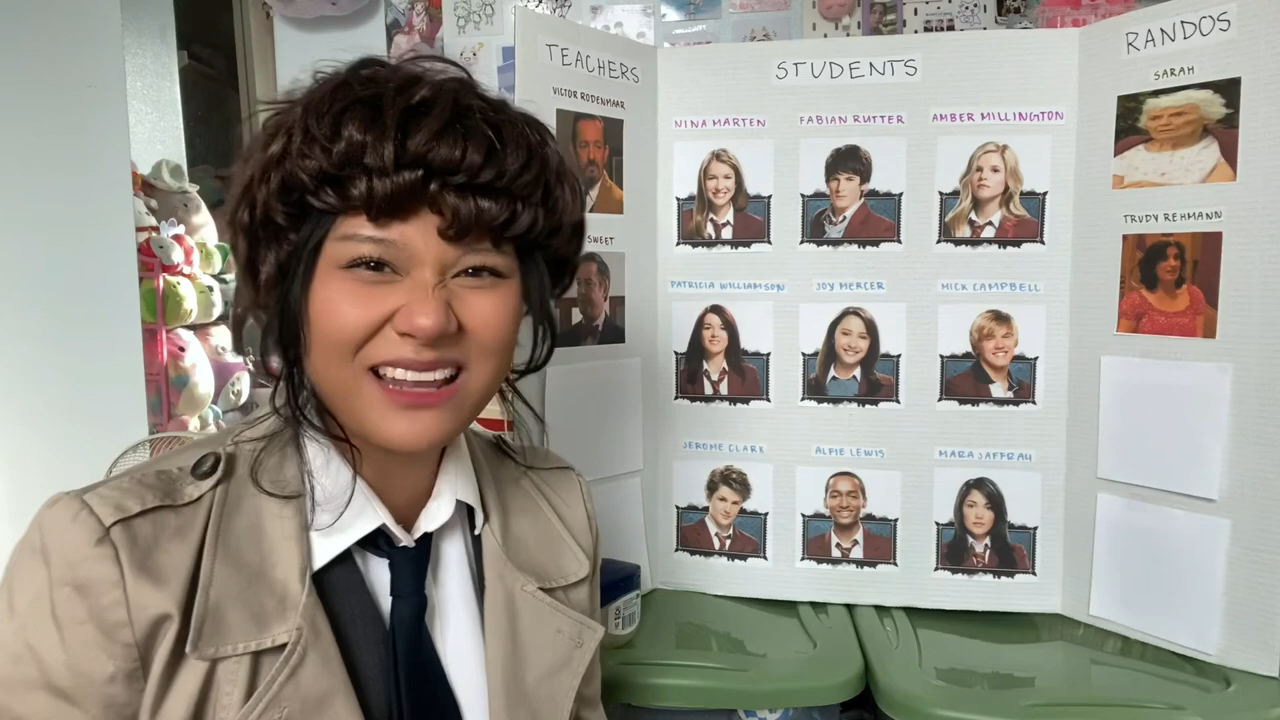 TEACHERS
VICTOR RODENMAAR
SWEET
STUDENTS
NINA MARTEN
FABIAN RUTTER
AMBER MILLINGTON
PATRICIA WILLIAMSON
JOY MERCER
MICK CAMPBELL
JEROME CLARK
ALFIE LEWIS
MARA JAFFRAY
RANDOS
SARAH
TRUDY REHMANN